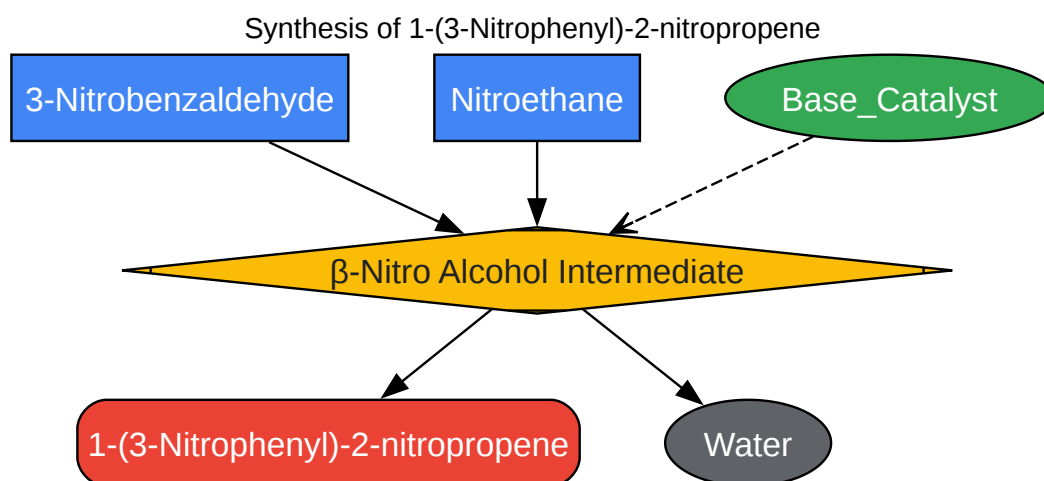 Synthesis of 1-(3-Nitrophenyl)-2-nitropropene
3-Nitrobenzaldehyde
Nitroethane
Base_Catalyst
β-Nitro Alcohol Intermediate
1-(3-Nitrophenyl)-2-nitropropene
Water